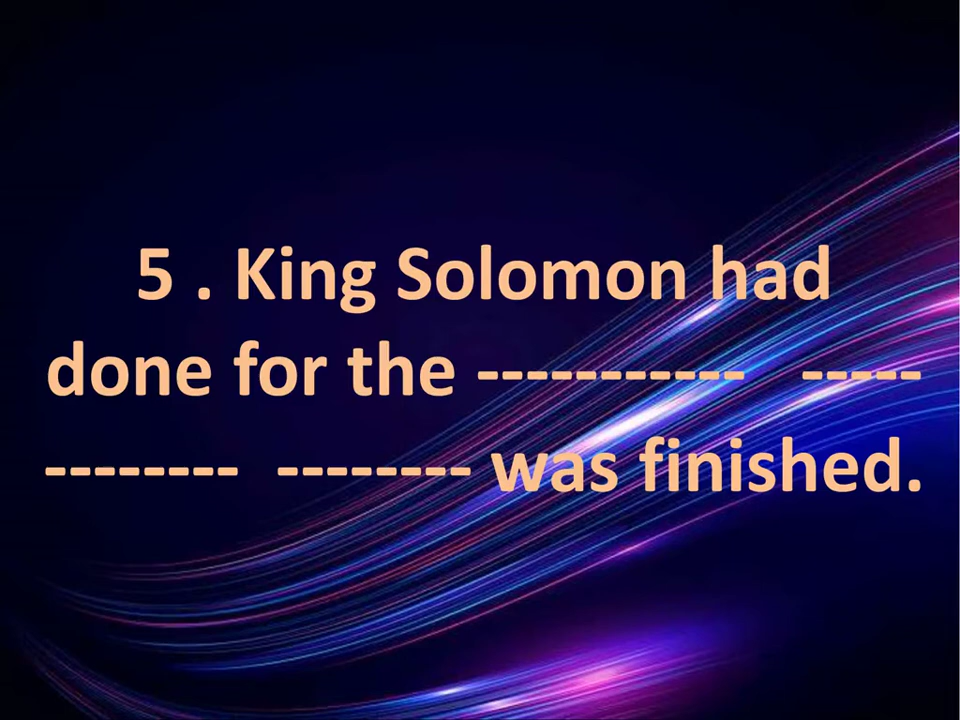 5 . King Solomon had
done for the ----------- -----
-------- -------- was finished.